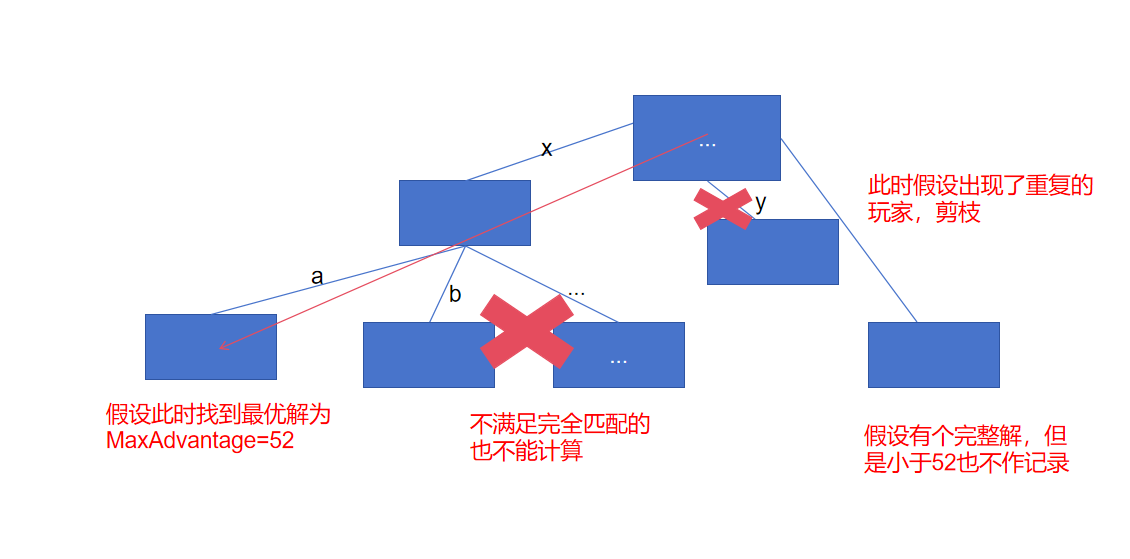 ...
x
此时假设出现了重复的
玩家，剪枝
y
a
b
...
...
假设此时找到最优解为
MaxAdvantage=52
不满足完全匹配的
也不能计算
假设有个完整解，但
是小于52也不作记录